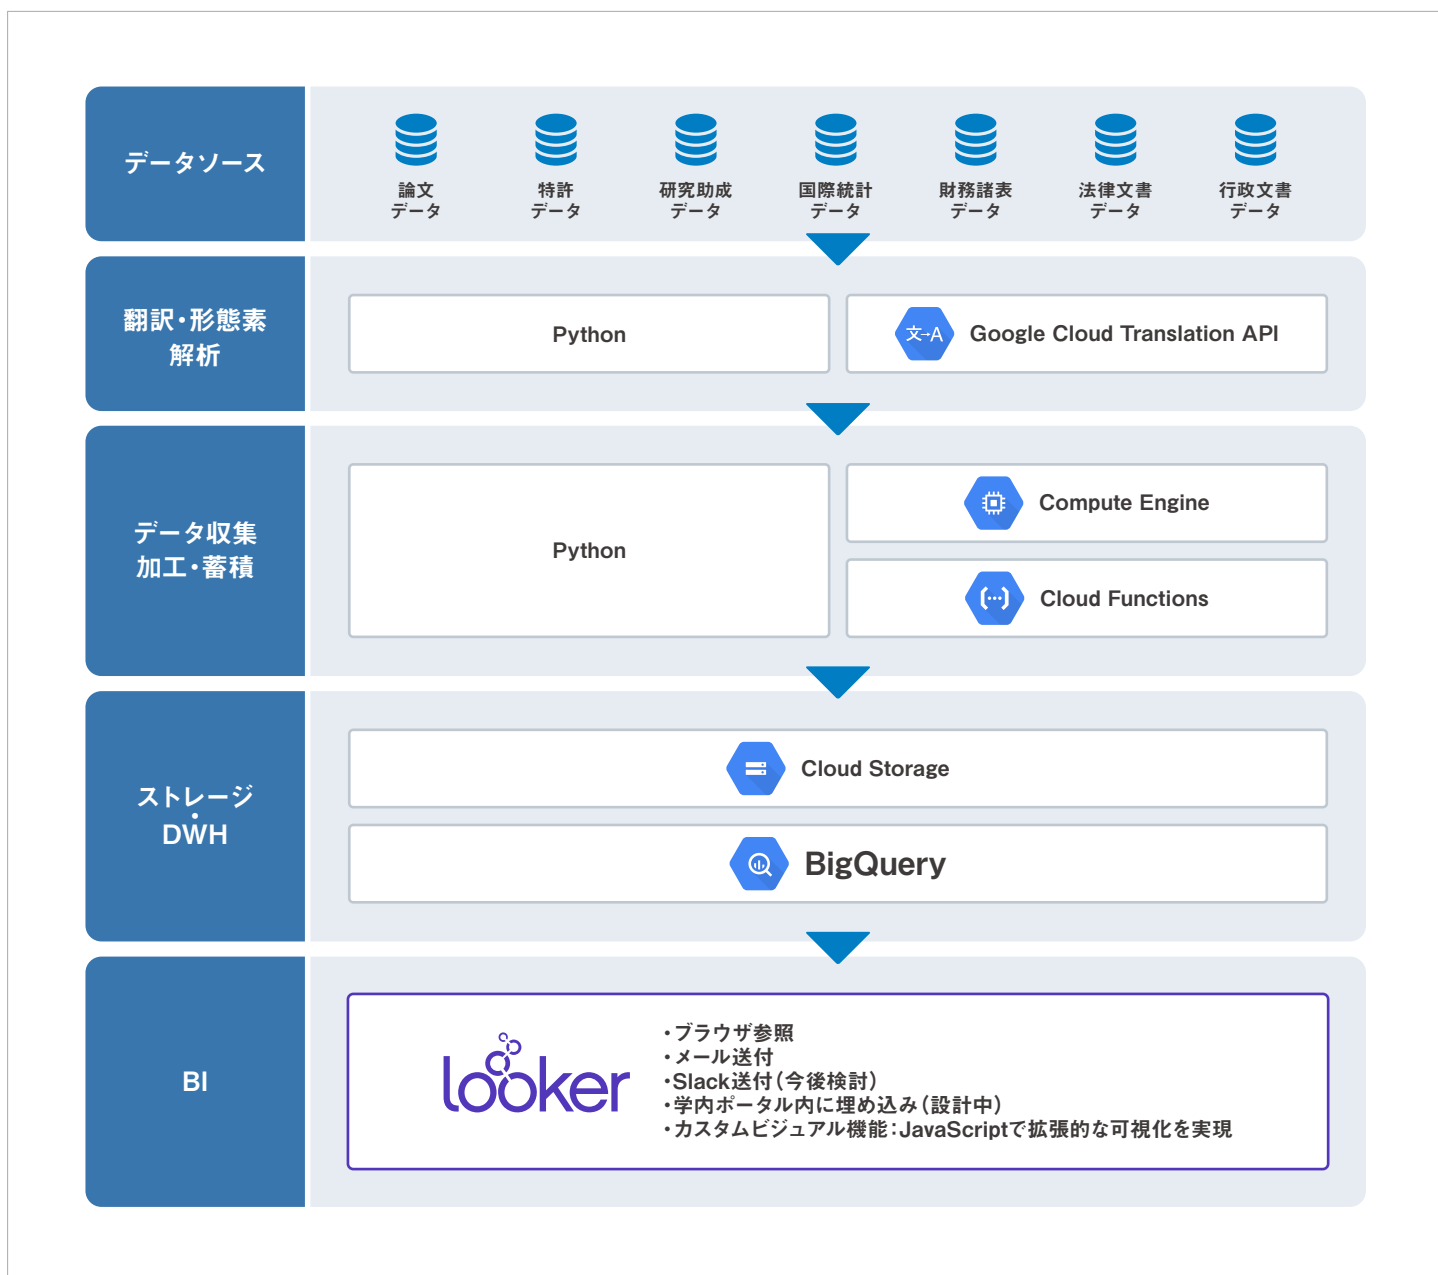 データソース
論文
データ
特許
データ
研究助成
データ
国際統計
データ
財務諸表
データ
法律文書
データ
行政文書
データ
翻訳・形態素
解析
Python
文→A
Google Cloud Translation API
データ収集
加工・蓄積
Python
Compute Engine
Cloud Functions
ストレージ
・
DWH
Cloud Storage
BigQuery
BI
looker
・ブラウザ参照
・メール送付
・Slack送付（今後検討）
・学内ポータル内に埋め込み（設計中）
・カスタムビジュアル機能：JavaScriptで拡張的な可視化を実現